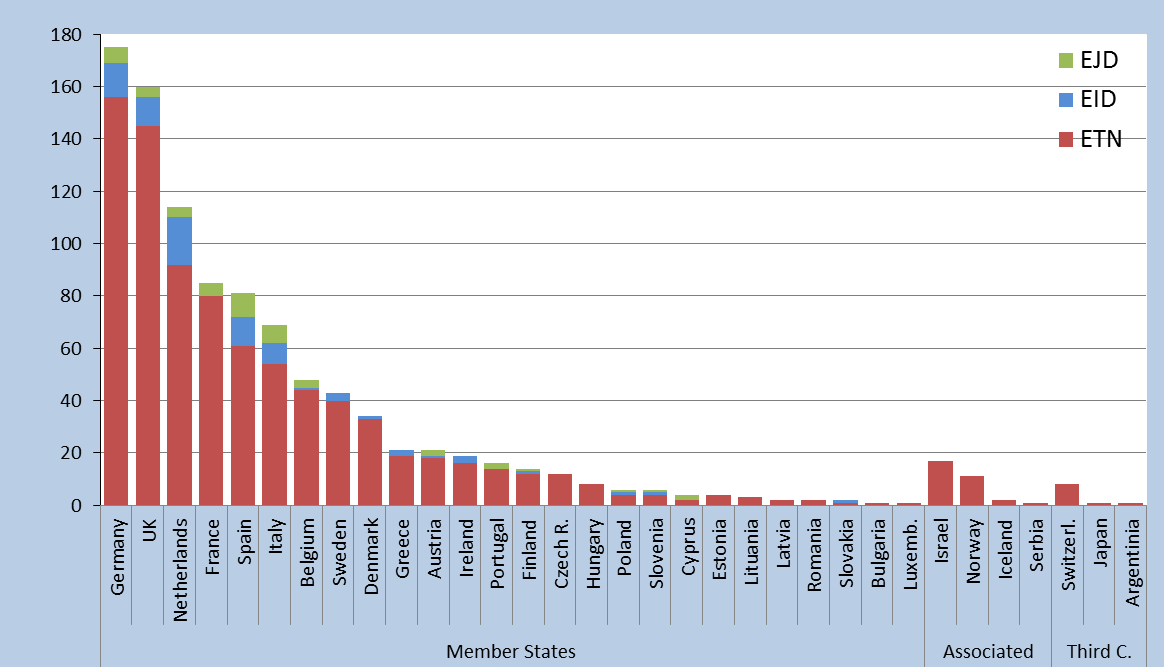 180
160
140
120
100
80
60
40
20
0
EJD
EID
ETN
Germany
UK
Netherlands
France
Spain
Italy
Belgium
Sweden
Denmark
Greece
Austria
Ireland
Portugal
Finland
Czech R.
Hungary
Poland
Slovenia
Cyprus
Estonia
Lituania
Latvia
Romania
Slovakia
Bulgaria
Luxemb.
Israel
Norway
Iceland
Serbia
Switzerl.
Japan
Argentinia
Member States
Associated
Third C.